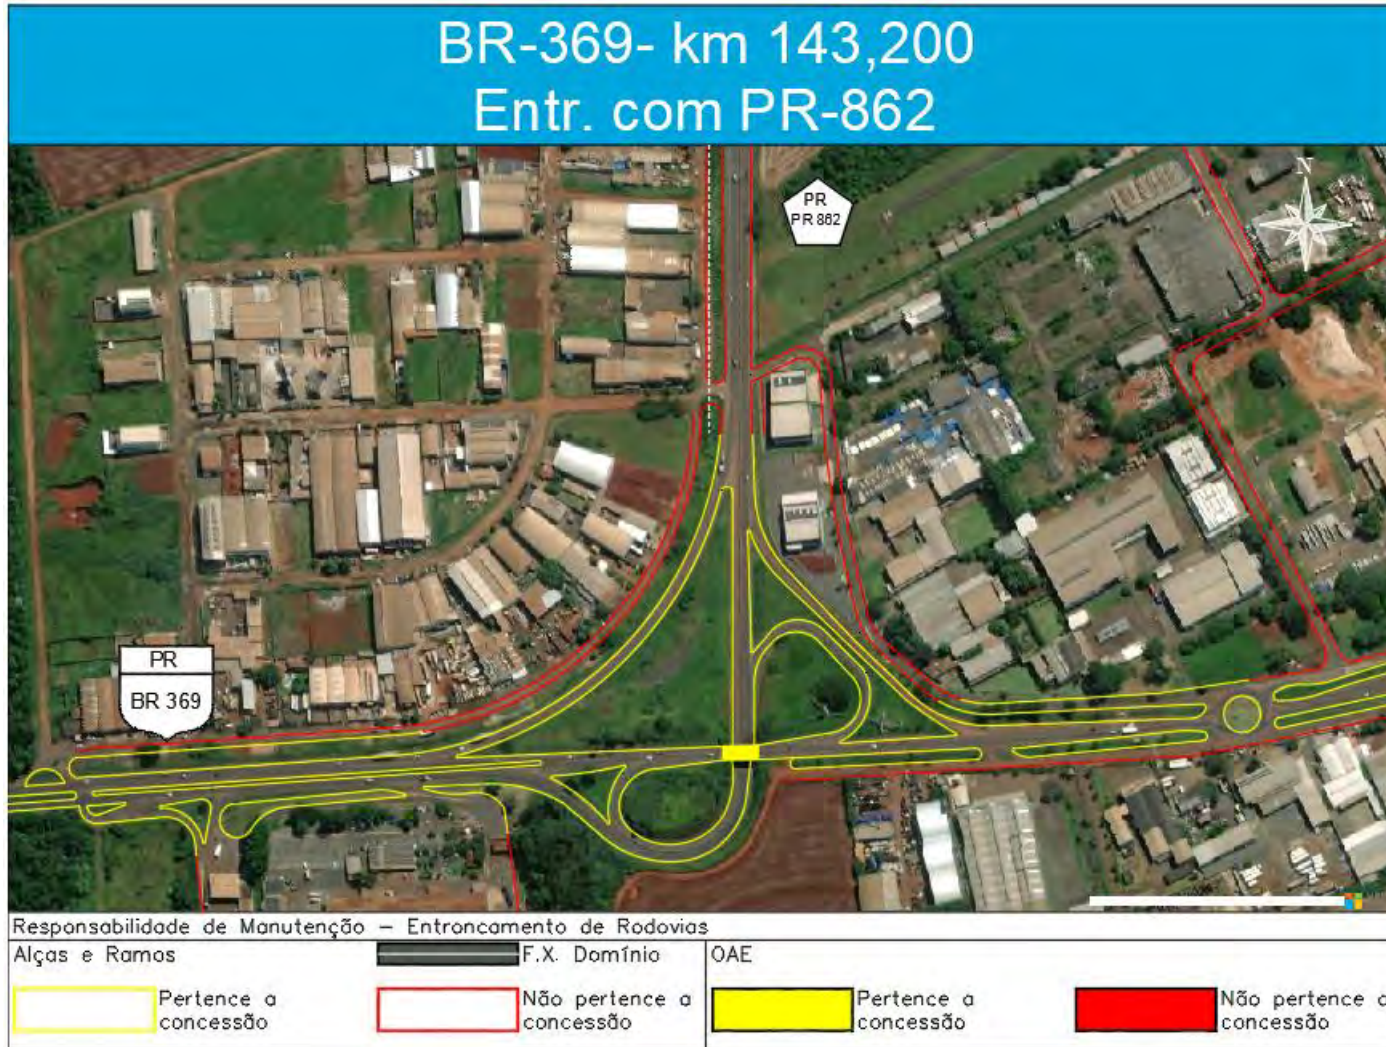 BR-369- km 143,200
Entr. com PR-862
N
PR
PR 862
PR
BR 369
Responsabilidade de Manutenção – Entroncamento de Rodovias
Alças e Ramos
F.X. Domínio
OAE
Pertence a
concessão
Não pertence a
concessão
Pertence a
concessão
Não pertence a
concessão